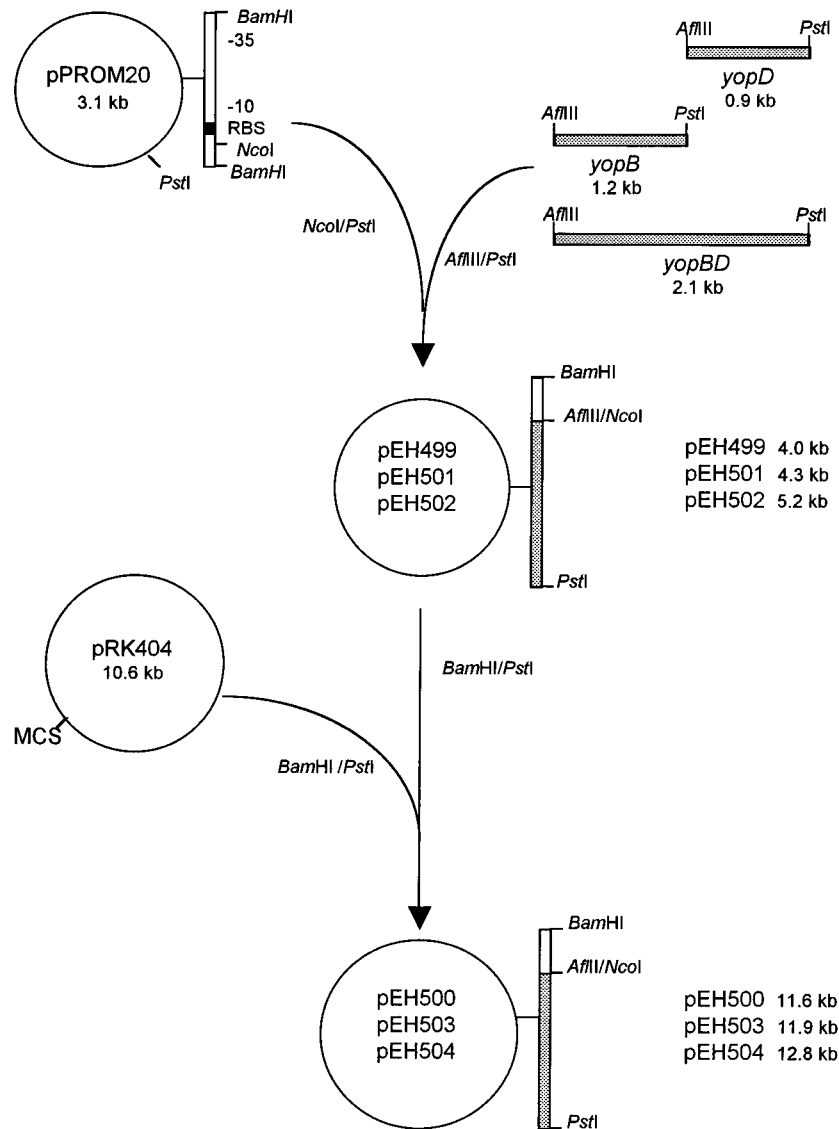 BamHI
-35
pPROM20
3.1 kb
-10
RBS
NcoI
BamHI
PstI
AflIII
PstI
yopD
0.9 kb
AflIII
PstI
yopB
1.2 kb
AflIII
PstI
yopBD
2.1 kb
NcoI/PstI
AflIII/PstI
BamHI
AflIII/NcoI
pEH499
pEH501
pEH502
pEH499 4.0 kb
pEH501 4.3 kb
pEH502 5.2 kb
PstI
pRK404
10.6 kb
MCS
BamHI/PstI
BamHI /PstI
BamHI
AflII/NcoI
pEH500
pEH503
pEH504
pEH500 11.6 kb
pEH503 11.9 kb
pEH504 12.8 kb
PstI